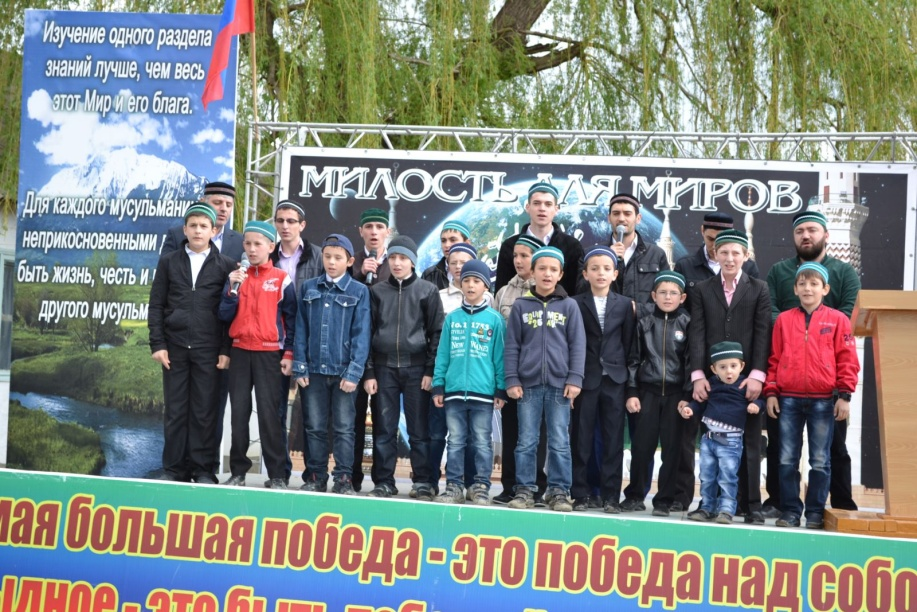 Изучение одного раздела
знаний лучше, чем весь
этот Мир и его блага.
Для каждого мусульмани
неприкосновенными
быть жизнь, честь и
другого мусульм
МИЛОСТЬ ДЛЯ МИРОВ
мая большая победа - это победа над собо